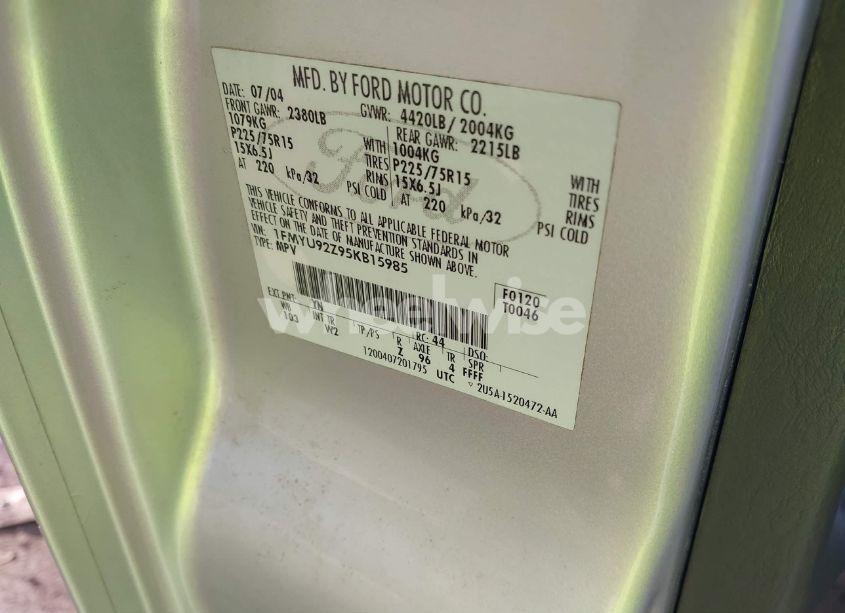 MFD. BY FORD MOTOR CO.
DATE: 07/04 GVWR: 4420LB/ 2004KG
FRONT GAWR: 2380LB REAR GAWR: 2215LB
1079KG WITH 1004KG WITH
P225/75R15 TIRES P225/75R15 TIRES
15X6.5J RIMS 15X6.5J RIMS
AT 220 kPa/32 PSI COLD AT 220 kPa/32 PSI COLD
THIS VEHICLE CONFORMS TO ALL APPLICABLE FEDERAL MOTOR
VEHICLE SAFETY AND THEFT PREVENTION STANDARDS IN
EFFECT ON THE DATE OF MANUFACTURE SHOWN ABOVE.
VIN: 1FMYU92Z95KB15985
TYPE: MPV
Ford
F0120
T0046
EXT PNT: YN RC: 44 DSO:
WB INT TR TP/PS R AXLE TR SPR
103 W2 Z 96 4 FFFF
1200407201795 UTC 2U5A-1520472-AA
wheelwise